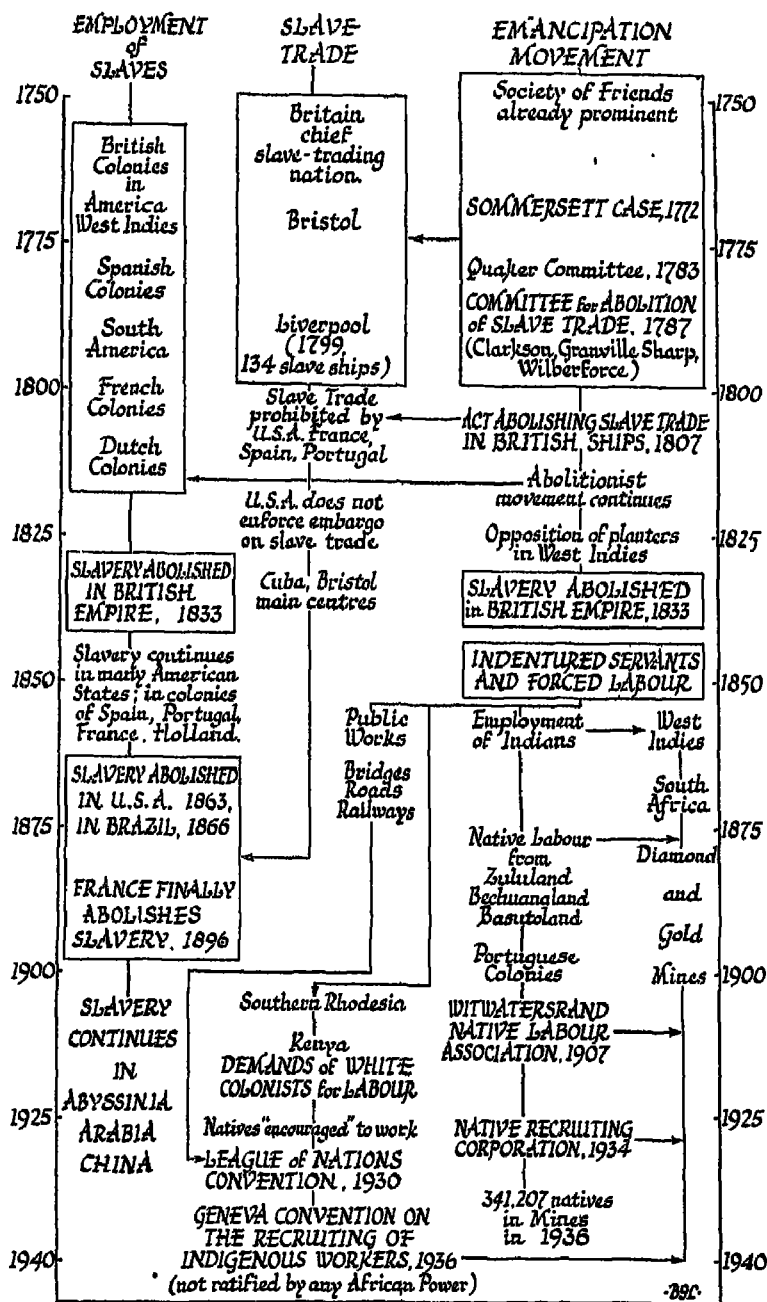 EMPLOYMENT
of
SLAVES
SLAVE-
TRADE
EMANCIPATION
MOVEMENT
1750
1775
1800
1825
1850
1875
1900
1925
1940
British
Colonies
in
America
West Indies
Spanish
Colonies
South
America
French
Colonies
Dutch
Colonies
SLAVERY ABOLISHED
IN BRITISH
EMPIRE, 1833
Slavery continues
in many American
States; in colonies
of Spain, Portugal,
France, Holland.
SLAVERY ABOLISHED
IN U.S.A. 1863,
IN BRAZIL, 1866
FRANCE FINALLY
ABOLISHES
SLAVERY, 1896
SLAVERY
CONTINUES
IN
ABYSSINIA
ARABIA
CHINA
Britain
chief
slave-trading
nation.
Bristol
Liverpool
(1799,
134 slave ships)
Slave Trade
prohibited by
U.S.A. France,
Spain, Portugal
U.S.A. does not
enforce embargo
on slave trade
Cuba, Bristol
main centres
Society of Friends
already prominent
SOMMERSETT CASE, 1772
Quaker Committee, 1783
COMMITTEE for ABOLITION
of SLAVE TRADE, 1787
(Clarkson, Granville Sharp,
Wilberforce)
ACT ABOLISHING SLAVE TRADE
IN BRITISH SHIPS, 1807
Abolitionist
movement continues
Opposition of planters
in West Indies
SLAVERY ABOLISHED
in BRITISH EMPIRE, 1833
INDENTURED SERVANTS
AND FORCED LABOUR
Public
Works
Bridges
Roads
Railways
Employment
of Indians
West
Indies
South
Africa
Native Labour
from
Zululand
Bechuangland
Basutoland
Portuguese
Colonies
Diamond
and
Gold
Mines
Southern Rhodesia
Kenya
DEMANDS of WHITE
COLONISTS for LABOUR
Natives "encouraged" to work
LEAGUE of NATIONS
CONVENTION, 1930
GENEVA CONVENTION ON
THE RECRUITING OF
INDIGENOUS WORKERS, 1936
(not ratified by any African Power)
WITWATERSRAND
NATIVE LABOUR
ASSOCIATION, 1907
NATIVE RECRUITING
CORPORATION, 1934
341,207 natives
in Mines
in 1936
1750
1775
1800
1825
1850
1875
1900
1925
1940